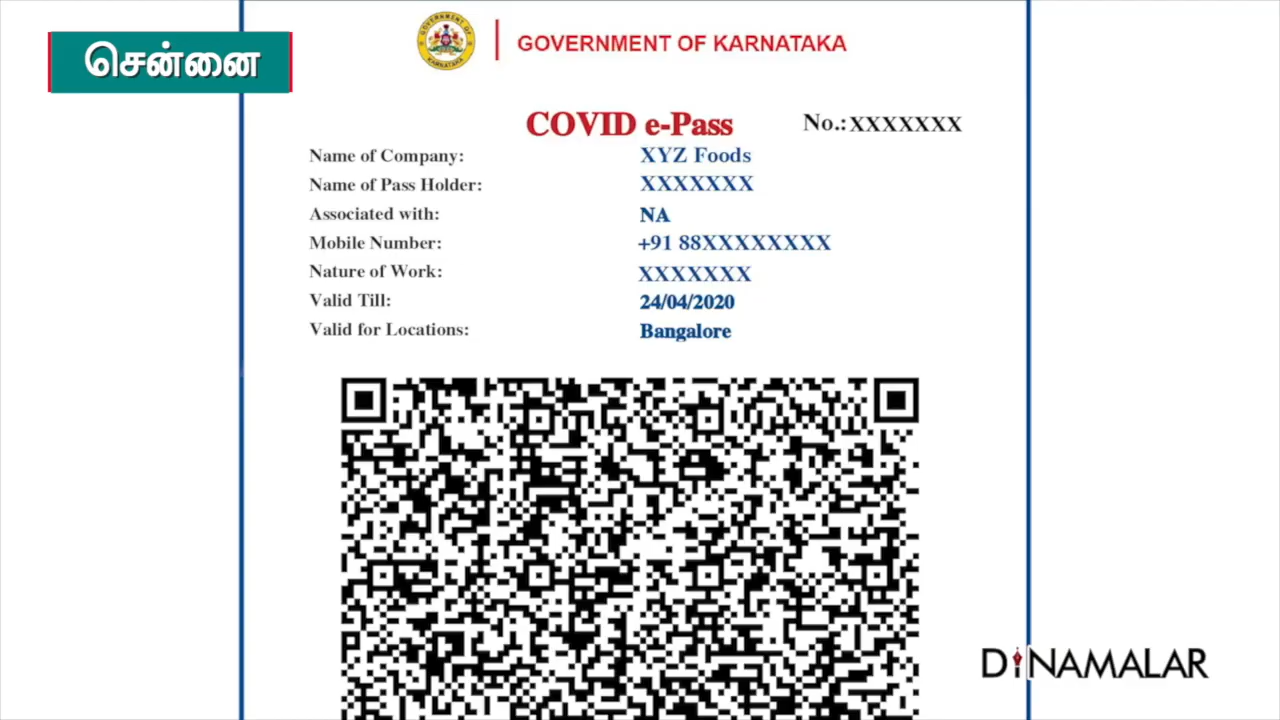 சென்னை
GOVERNMENT OF KARNATAKA
COVID e-Pass No.: XXXXXXX
Name of Company: XYZ Foods
Name of Pass Holder: XXXXXXX
Associated with: NA
Mobile Number: +91 88XXXXXXXX
Nature of Work: XXXXXXX
Valid Till: 24/04/2020
Valid for Locations: Bangalore
DINAMALAR